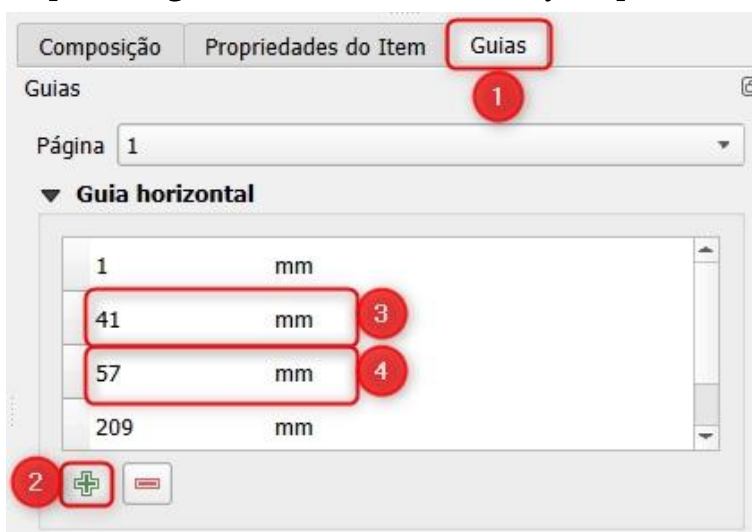 Composição Propriedades do Item Guias
1
Guias
Página 1
Guia horizontal
1 mm
41 mm 3
57 mm 4
209 mm
2